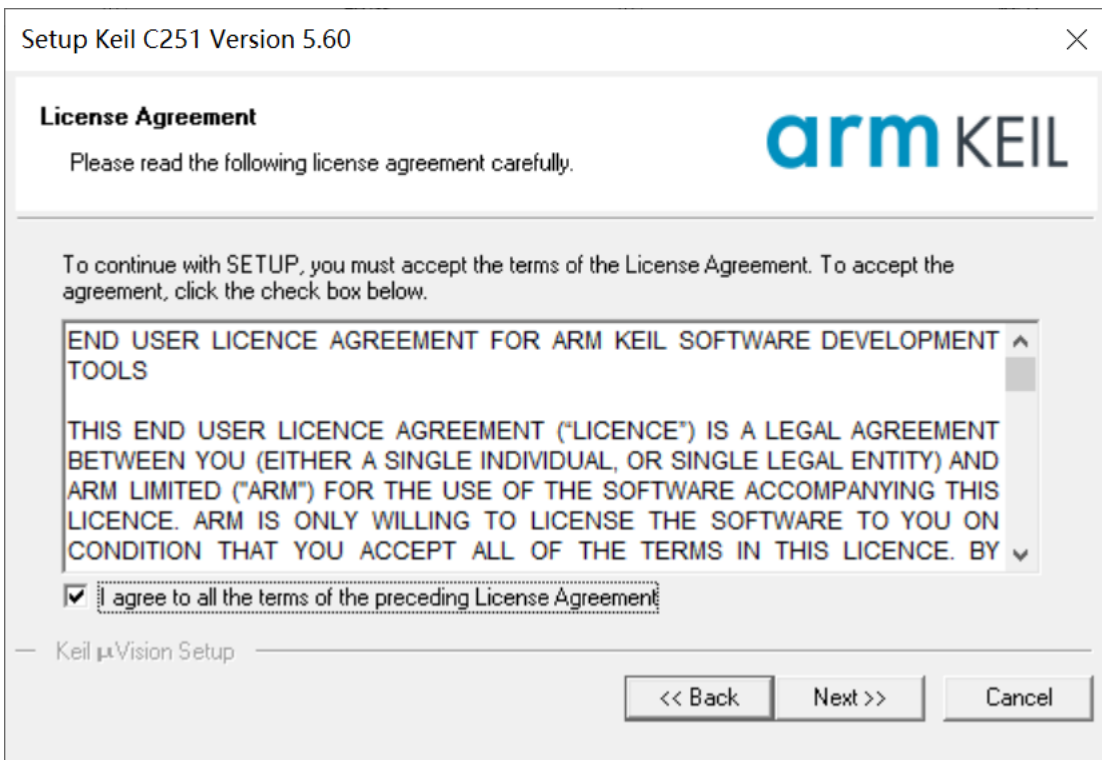 Setup Keil C251 Version 5.60
License Agreement
Please read the following license agreement carefully.
arm KEIL
To continue with SETUP, you must accept the terms of the License Agreement. To accept the
agreement, click the check box below.
END USER LICENCE AGREEMENT FOR ARM KEIL SOFTWARE DEVELOPMENT
TOOLS
THIS END USER LICENCE AGREEMENT (“LICENCE”) IS A LEGAL AGREEMENT
BETWEEN YOU (EITHER A SINGLE INDIVIDUAL, OR SINGLE LEGAL ENTITY) AND
ARM LIMITED ("ARM") FOR THE USE OF THE SOFTWARE ACCOMPANYING THIS
LICENCE. ARM IS ONLY WILLING TO LICENSE THE SOFTWARE TO YOU ON
CONDITION THAT YOU ACCEPT ALL OF THE TERMS IN THIS LICENCE. BY
I agree to all the terms of the preceding License Agreement
Keil µVision Setup
<< Back Next >> Cancel